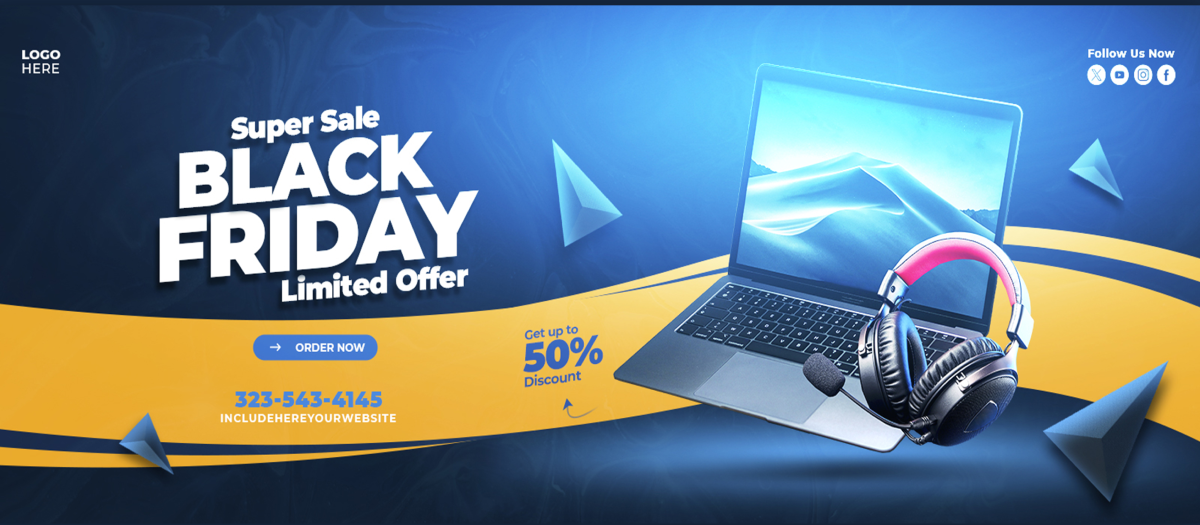 LOGO
HERE
Follow Us Now
Super Sale
BLACK
FRIDAY
Limited Offer
ORDER NOW
323-543-4145
INCLUDEHEREYOURWEBSITE
Get up to
50%
Discount